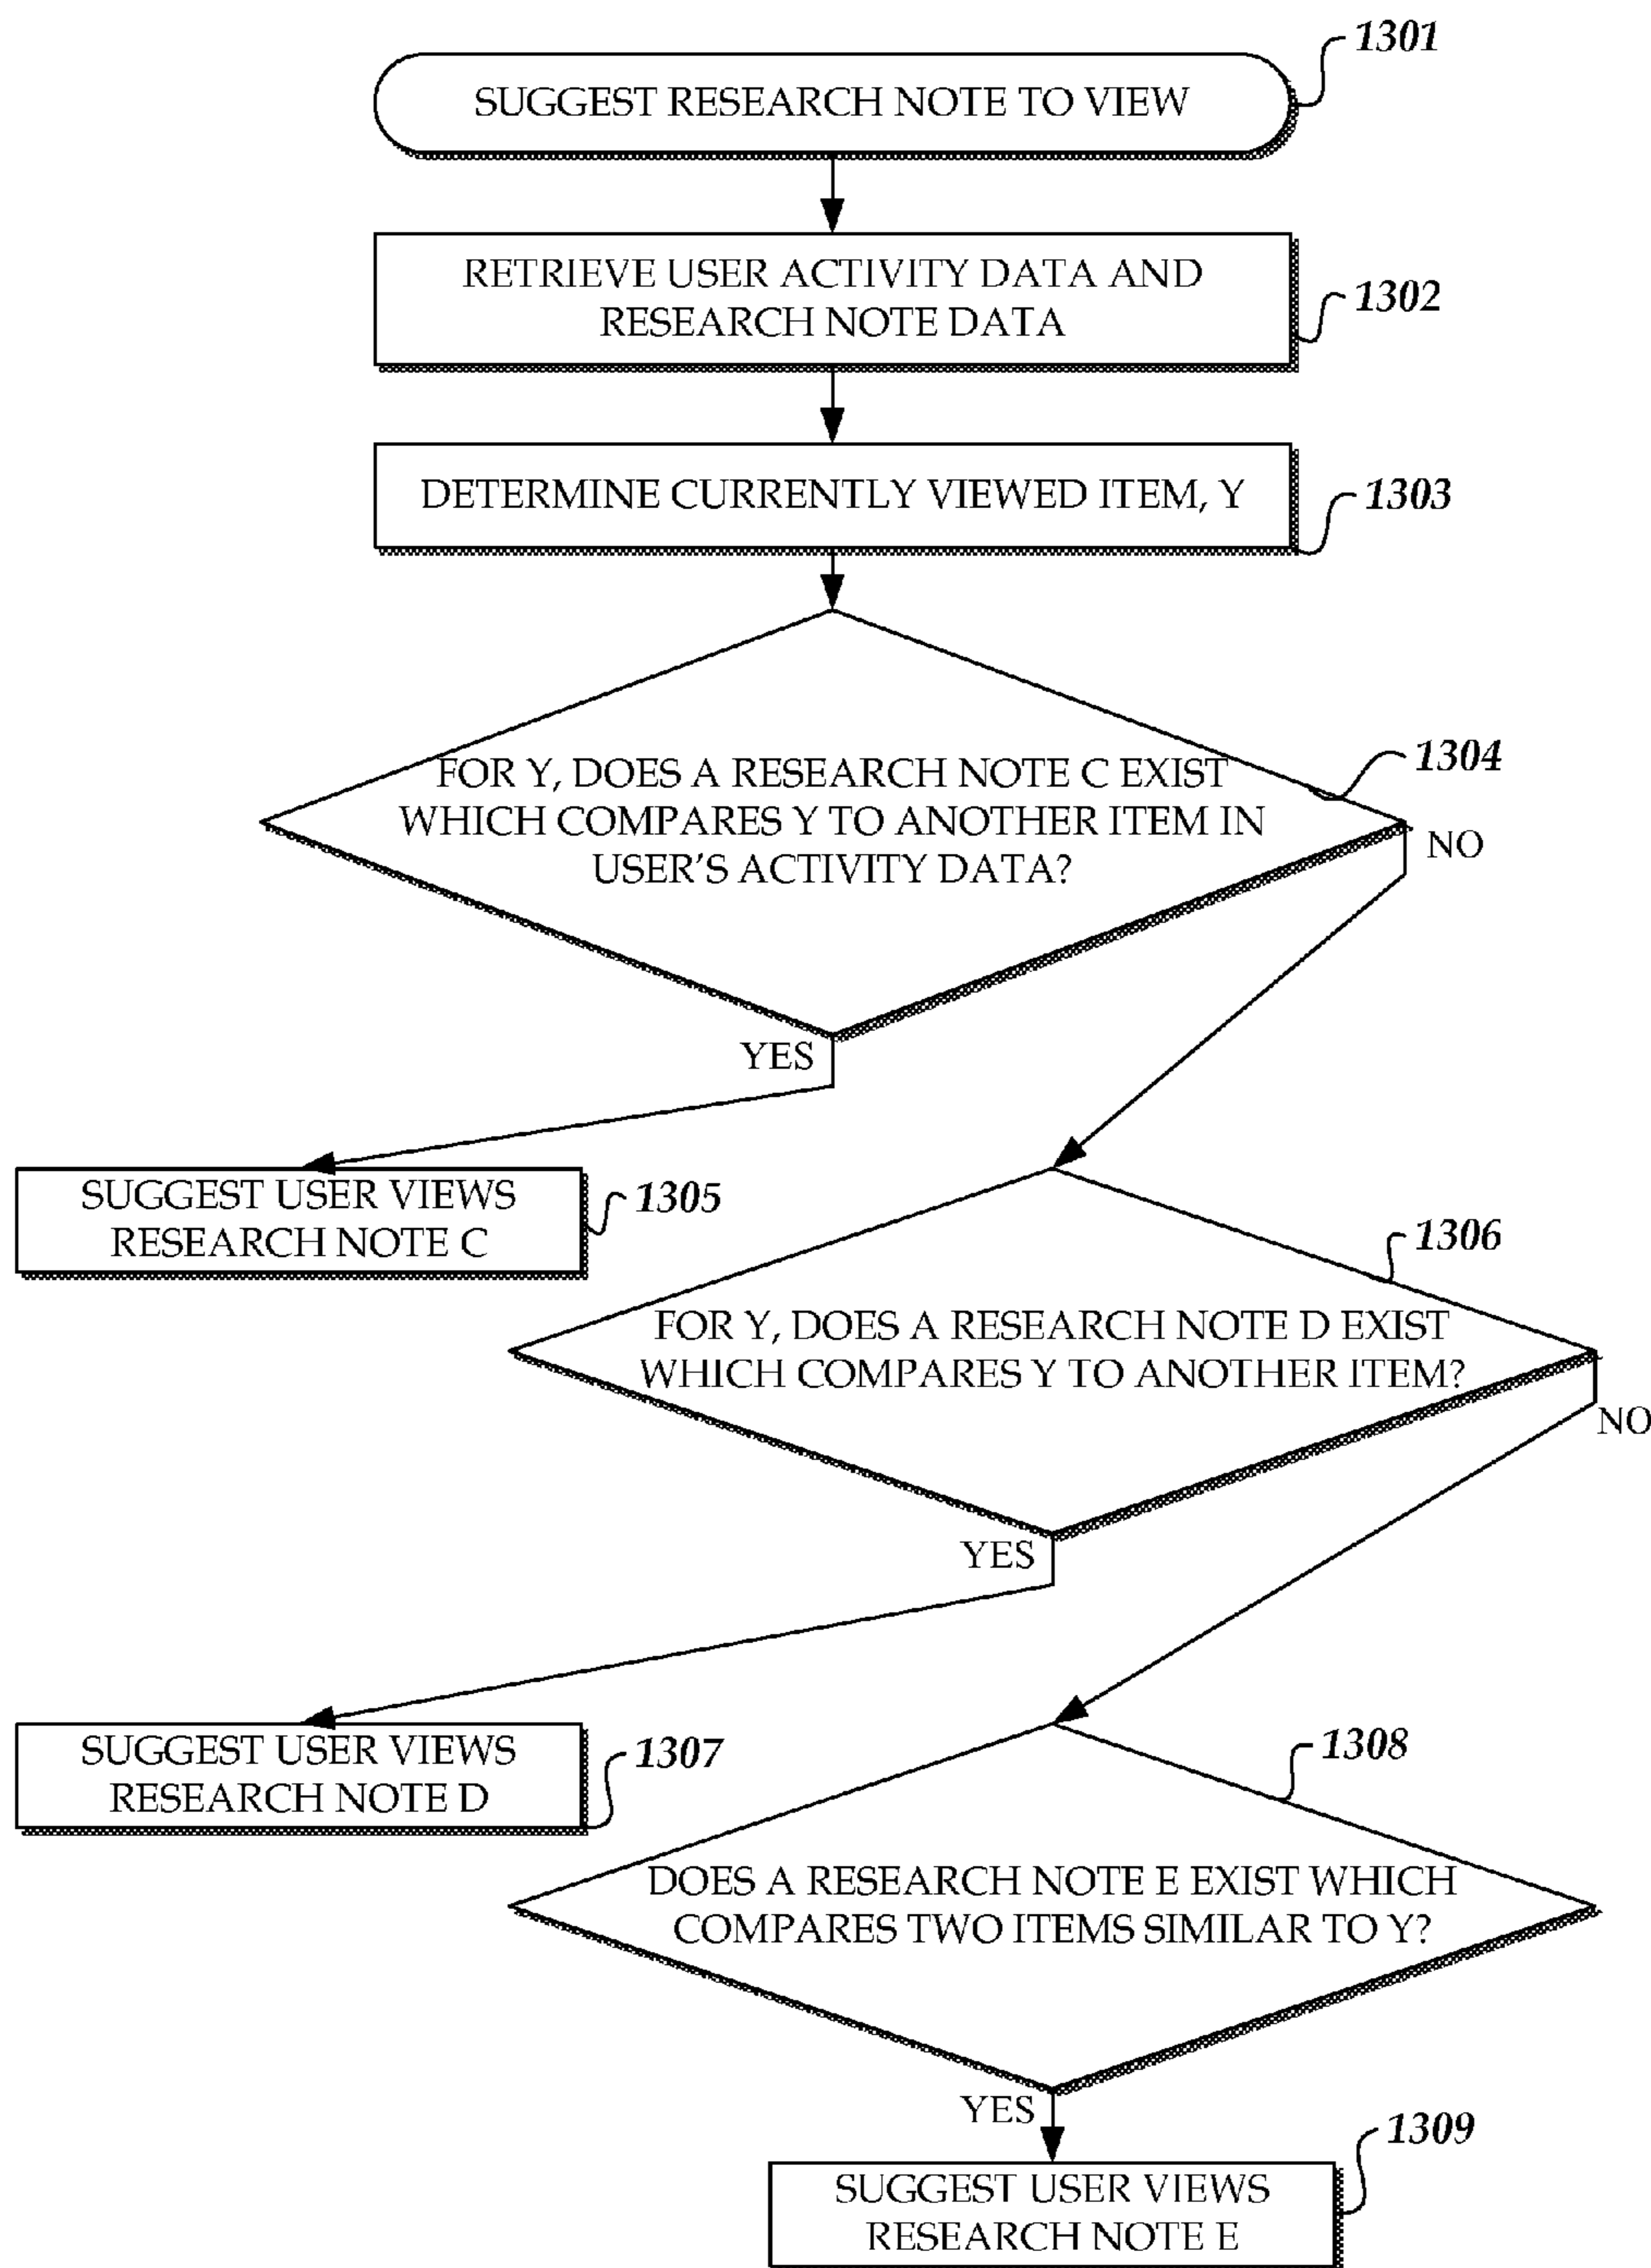 1301
SUGGEST RESEARCH NOTE TO VIEW
RETRIEVE USER ACTIVITY DATA AND
RESEARCH NOTE DATA
1302
DETERMINE CURRENTLY VIEWED ITEM, Y
1303
FOR Y, DOES A RESEARCH NOTE C EXIST
WHICH COMPARES Y TO ANOTHER ITEM IN
USER'S ACTIVITY DATA?
1304
NO
YES
SUGGEST USER VIEWS
RESEARCH NOTE C
1305
FOR Y, DOES A RESEARCH NOTE D EXIST
WHICH COMPARES Y TO ANOTHER ITEM?
1306
NO
YES
SUGGEST USER VIEWS
RESEARCH NOTE D
1307
DOES A RESEARCH NOTE E EXIST WHICH
COMPARES TWO ITEMS SIMILAR TO Y?
1308
YES
SUGGEST USER VIEWS
RESEARCH NOTE E
1309